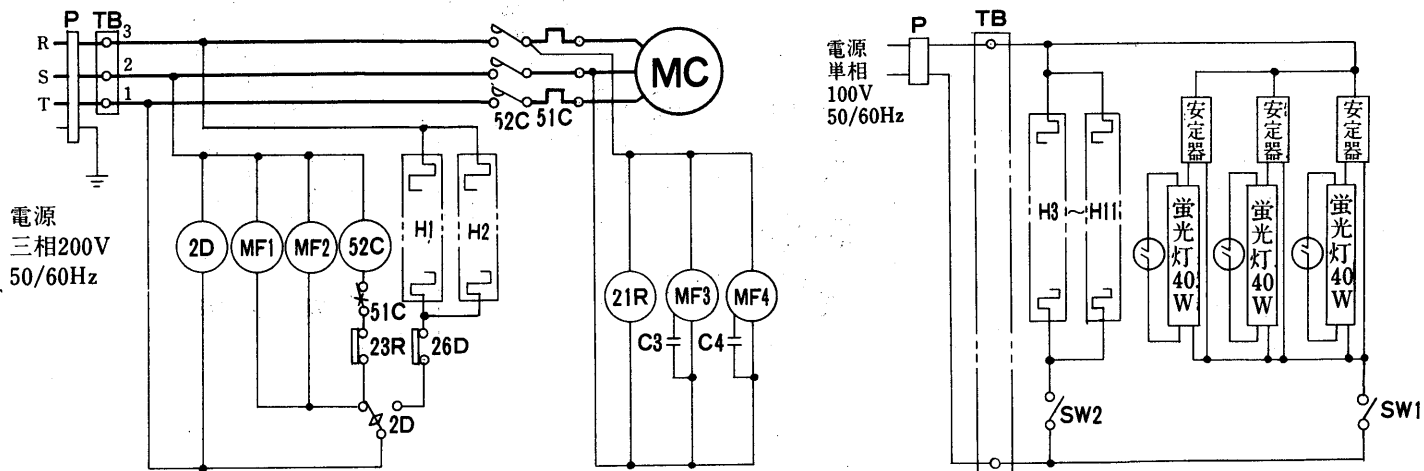 P TB
R 3
S 2
T 1
MC
52C 51C
電源
三相200V
50/60Hz
2D MF1 MF2 52C
H1 H2
51C
23R 26D
2D
21R MF3 MF4
C3 C4
電源
単相
100V
50/60Hz
P TB
安定器 安定器 安定器
H3 ~ H11
蛍光灯40W 蛍光灯40W 蛍光灯40W
SW2 SW1